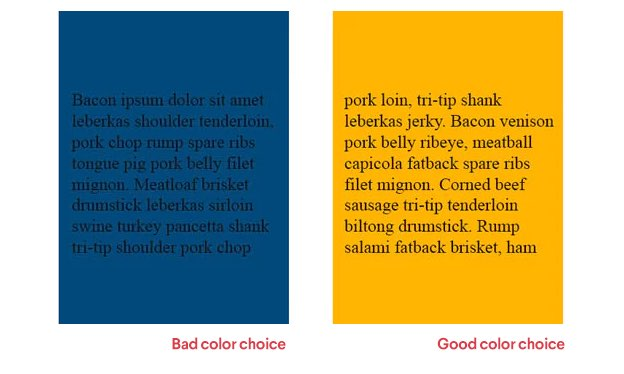 Bacon ipsum dolor sit amet
leberkas shoulder tenderloin,
pork chop rump spare ribs
tongue pig pork belly filet
mignon. Meatloaf brisket
drumstick leberkas sirloin
swine turkey pancetta shank
tri-tip shoulder pork chop
Bad color choice
pork loin, tri-tip shank
leberkas jerky. Bacon venison
pork belly ribeye, meatball
capicola fatback spare ribs
filet mignon. Corned beef
sausage tri-tip tenderloin
biltong drumstick. Rump
salami fatback brisket, ham
Good color choice